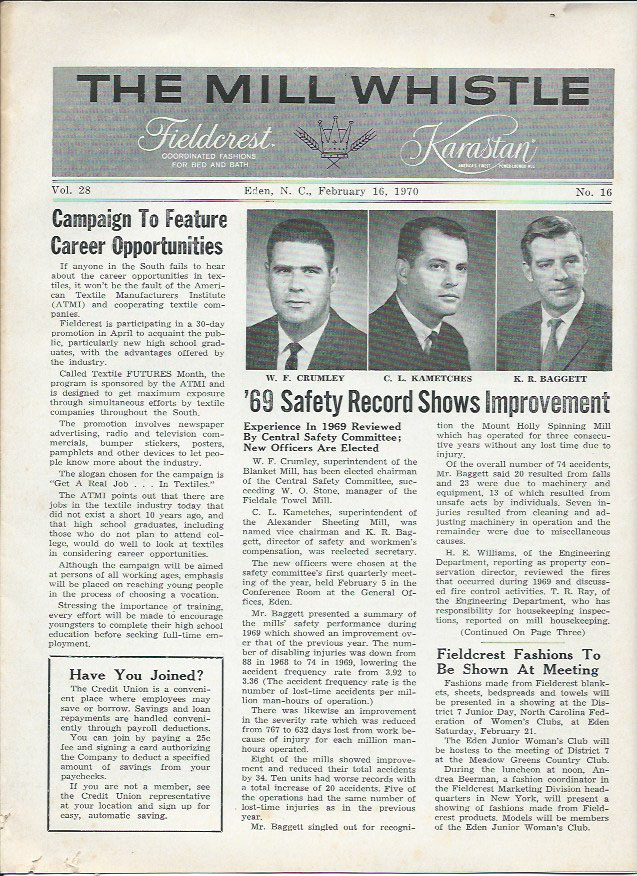 THE MILL WHISTLE
Fieldcrest.
COORDINATED FASHIONS
FOR BED AND BATH
Karastan
Vol. 28
Eden, N. C., February 16, 1970
No. 16
Campaign To Feature
Career Opportunities
If anyone in the South fails to hear
about the career opportunities in tex-
tiles, it won't be the fault of the Ameri-
can Textile Manufacturers Institute
(ATMI) and cooperating textile com-
panies.
Fieldcrest is participating in a 30-day
promotion in April to acquaint the pub-
lic, particularly new high school grad-
uates, with the advantages offered by
the industry.
Called Textile FUTURES Month, the
program is sponsored by the ATMI and
is designed to get maximum exposure
through simultaneous efforts by textile
companies throughout the South.
The promotion involves newspaper
advertising, radio and television com-
mercials, bumper stickers, posters,
pamphlets and other devices to let peo-
ple know more about the industry.
The slogan chosen for the campaign is
"Get A Real Job . . . In Textiles."
The ATMI points out that there are
jobs in the textile industry today that
did not exist a short 10 years ago, and
that high school graduates, including
those who do not plan to attend col-
lege, would do well to look at textiles
in considering career opportunities.
Although the campaign will be aimed
at persons of all working ages, emphasis
will be placed on reaching young people
in the process of choosing a vocation.
Stressing the importance of training,
every effort will be made to encourage
youngsters to complete their high school
education before seeking full-time em-
ployment.
Have You Joined?
The Credit Union is a conveni-
ent place where employees may
save or borrow. Savings and loan
repayments are handled conveni-
ently through payroll deductions.
You can join by paying a 25¢
fee and signing a card authorizing
the Company to deduct a specified
amount of savings from your
paychecks.
If you are not a member, see
the Credit Union representative
at your location and sign up for
easy, automatic saving.
W. F. CRUMLEY
C. L. KAMETCHES
K. R. BAGGETT
'69 Safety Record Shows Improvement
Experience In 1969 Reviewed
By Central Safety Committee;
New Officers Are Elected
W. F. Crumley, superintendent of the
Blanket Mill, has been elected chairman
of the Central Safety Committee, suc-
ceeding W. O. Stone, manager of the
Fieldale Towel Mill.
C. L. Kametches, superintendent of
the Alexander Sheeting Mill, was
named vice chairman and K. R. Bag-
gett, director of safety and workmen's
compensation, was reelected secretary.
The new officers were chosen at the
safety committee's first quarterly meet-
ing of the year, held February 5 in the
Conference Room at the General Of-
fices, Eden.
Mr. Baggett presented a summary of
the mills' safety performance during
1969 which showed an improvement ov-
er that of the previous year. The num-
ber of disabling injuries was down from
88 in 1968 to 74 in 1969, lowering the
accident frequency rate from 3.92 to
3.36 (The accident frequency rate is the
number of lost-time accidents per mil-
lion man-hours of operation.)
There was likewise an improvement
in the severity rate which was reduced
from 767 to 632 days lost from work be-
cause of injury for each million man-
hours operated.
Eight of the mills showed improve-
ment and reduced their total accidents
by 34. Ten units had worse records with
a total increase of 20 accidents. Five of
the operations had the same number of
lost-time injuries as in the previous
year.
Mr. Baggett singled out for recogni-
tion the Mount Holly Spinning Mill
which has operated for three consecu-
tive years without any lost time due to
injury.
Of the overall number of 74 accidents,
Mr. Baggett said 20 resulted from falls
and 23 were due to machinery and
equipment, 13 of which resulted from
unsafe acts by individuals. Seven in-
juries resulted from cleaning and ad-
justing machinery in operation and the
remainder were due to miscellaneous
causes.
H. E. Williams, of the Engineering
Department, reporting as property con-
servation director, reviewed the fires
that occurred during 1969 and discuss-
ed fire control activities. T. R. Ray, of
the Engineering Department, who has
responsibility for housekeeping inspec-
tions, reported on mill housekeeping.
(Continued On Page Three)
Fieldcrest Fashions To
Be Shown At Meeting
Fashions made from Fieldcrest blank-
ets, sheets, bedspreads and towels will
be presented in a showing at the Dis-
trict 7 Junior Day, North Carolina Fed-
eration of Women's Clubs, at Eden
Saturday, February 21.
The Eden Junior Woman's Club will
be hostess to the meeting of District 7
at the Meadow Greens Country Club.
During the luncheon at noon, An-
drea Beerman, a fashion coordinator in
the Fieldcrest Marketing Division head-
quarters in New York, will present a
showing of fashions made from Field-
crest products. Models will be members
of the Eden Junior Woman's Club.